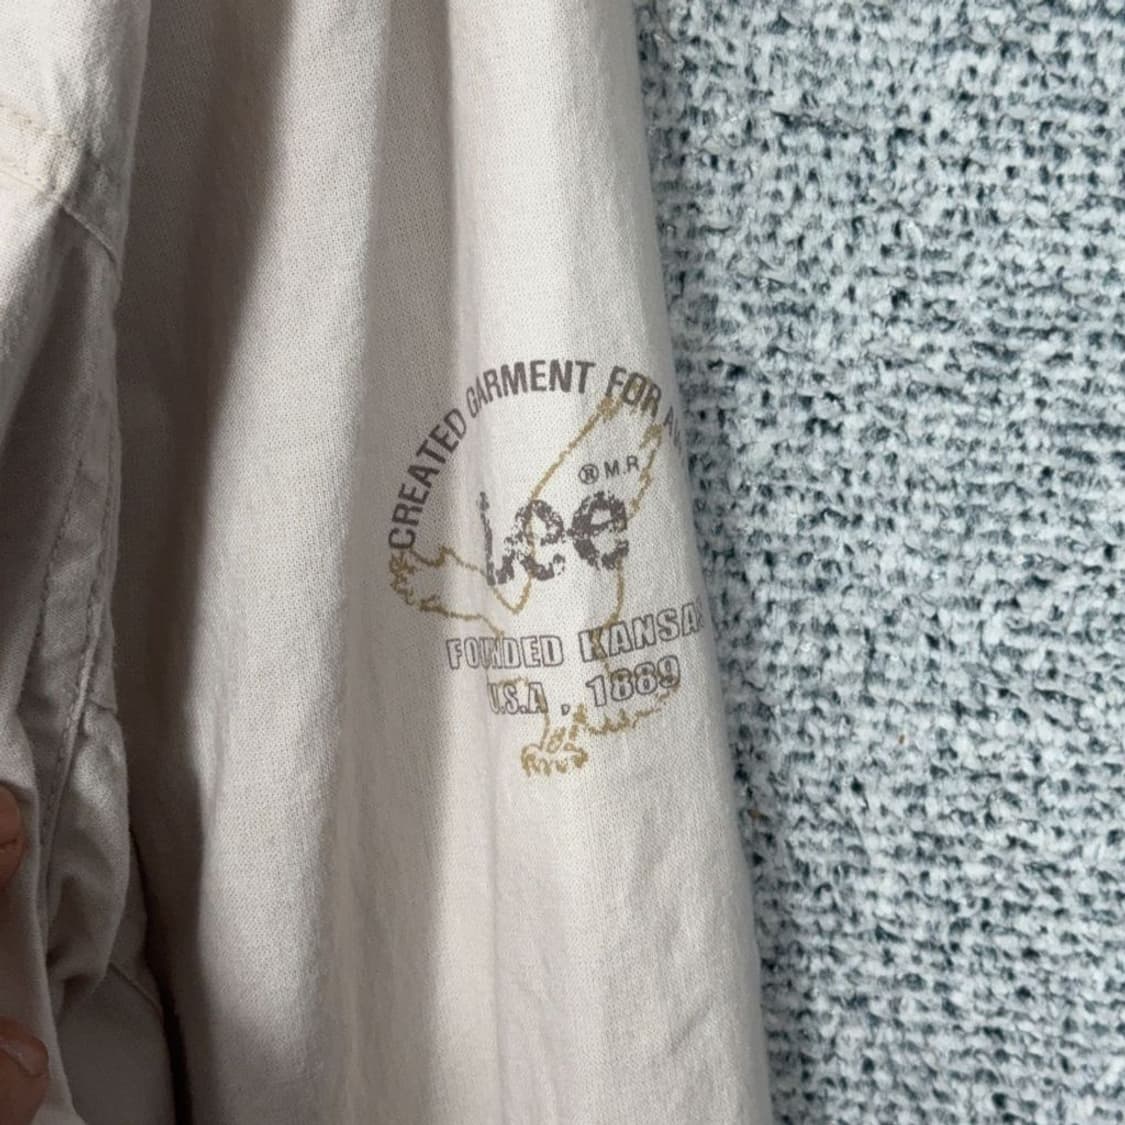 CREATED GARMENT FOR
® M.R
Lee
FOUNDED KANSAS
U.S.A , 1889